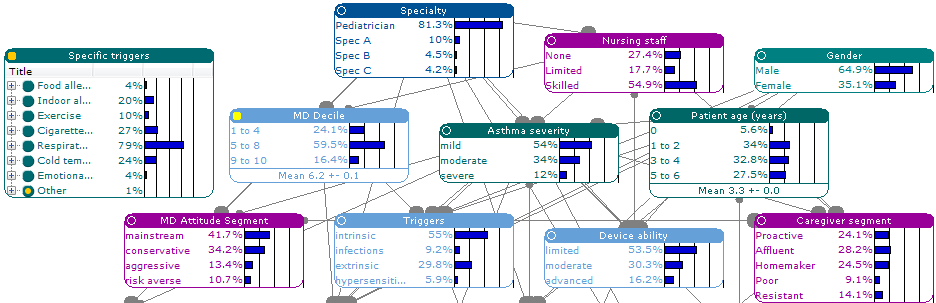 Specialty
Pediatrician 81.3%
Spec A 10%
Spec B 4.5%
Spec C 4.2%
Nursing staff
None 27.4%
Limited 17.7%
Skilled 54.9%
Specific triggers
Title
Food alle... 4%
Indoor al... 20%
Exercise 10%
Cigarette... 27%
Respirat... 79%
Cold tem... 24%
Emotiona... 4%
Other 1%
Gender
Male 64.9%
Female 35.1%
MD Decile
1 to 4 24.1%
5 to 8 59.5%
9 to 10 16.4%
Mean 6.2 +- 0.1
Asthma severity
mild 54%
moderate 34%
severe 12%
Patient age (years)
0 5.6%
1 to 2 34%
3 to 4 32.8%
5 to 6 27.5%
Mean 3.3 +- 0.0
MD Attitude Segment
mainstream 41.7%
conservative 34.2%
aggressive 13.4%
risk averse 10.7%
Triggers
intrinsic 55%
infections 9.2%
extrinsic 29.8%
hypersensiti... 5.9%
Device ability
limited 53.5%
moderate 30.3%
advanced 16.2%
Caregiver segment
Proactive 24.1%
Affluent 28.2%
Homemaker 24.5%
Poor 9.1%
Resistant 14.1%